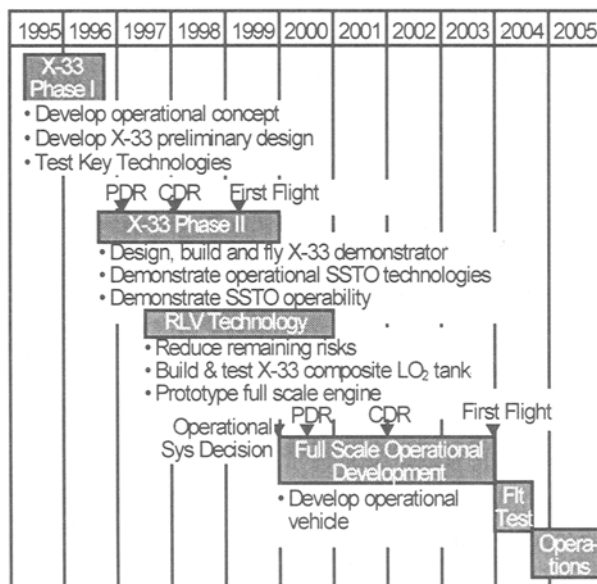 1995 1996 1997 1998 1999 2000 2001 2002 2003 2004 2005
X-33
Phase I
• Develop operational concept
• Develop X-33 preliminary design
• Test Key Technologies
PDR CDR First Flight
X-33 Phase II
• Design, build and fly X-33 demonstrator
• Demonstrate operational SSTO technologies
• Demonstrate SSTO operability
RLV Technology
• Reduce remaining risks
• Build & test X-33 composite LO₂ tank
• Prototype full scale engine
Operational
Sys Decision
PDR CDR First Flight
Full Scale Operational
Development
• Develop operational
vehicle
Flt
Test
Opera-
tions